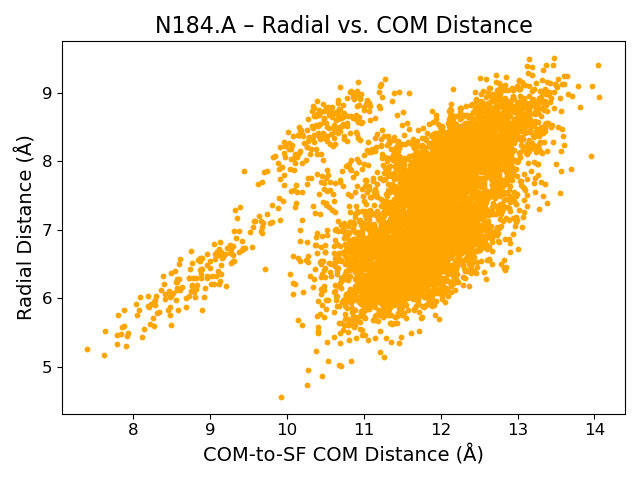 N184.A – Radial vs. COM Distance
Radial Distance (Å)
9
8
7
6
5
8 9 10 11 12 13 14
COM-to-SF COM Distance (Å)